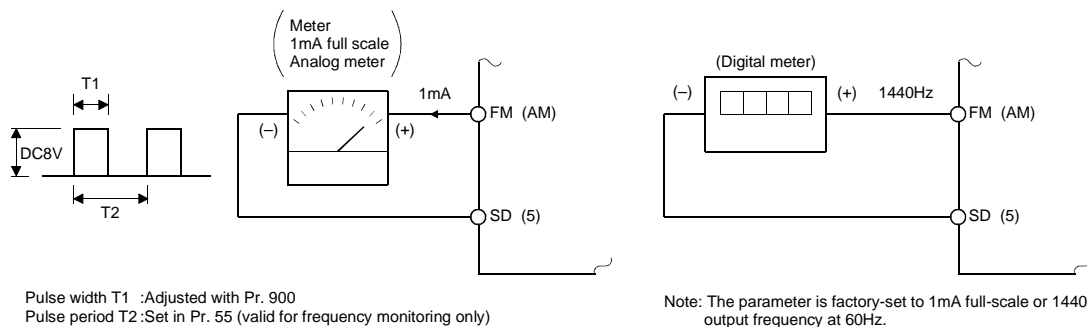 Meter
1mA full scale
Analog meter
T1
DC8V
T2
(–)
(+)
1mA
FM (AM)
SD (5)
Pulse width T1 :Adjusted with Pr. 900
Pulse period T2 :Set in Pr. 55 (valid for frequency monitoring only)
(Digital meter)
(–)
(+)
1440Hz
FM (AM)
SD (5)
Note: The parameter is factory-set to 1mA full-scale or 1440
output frequency at 60Hz.